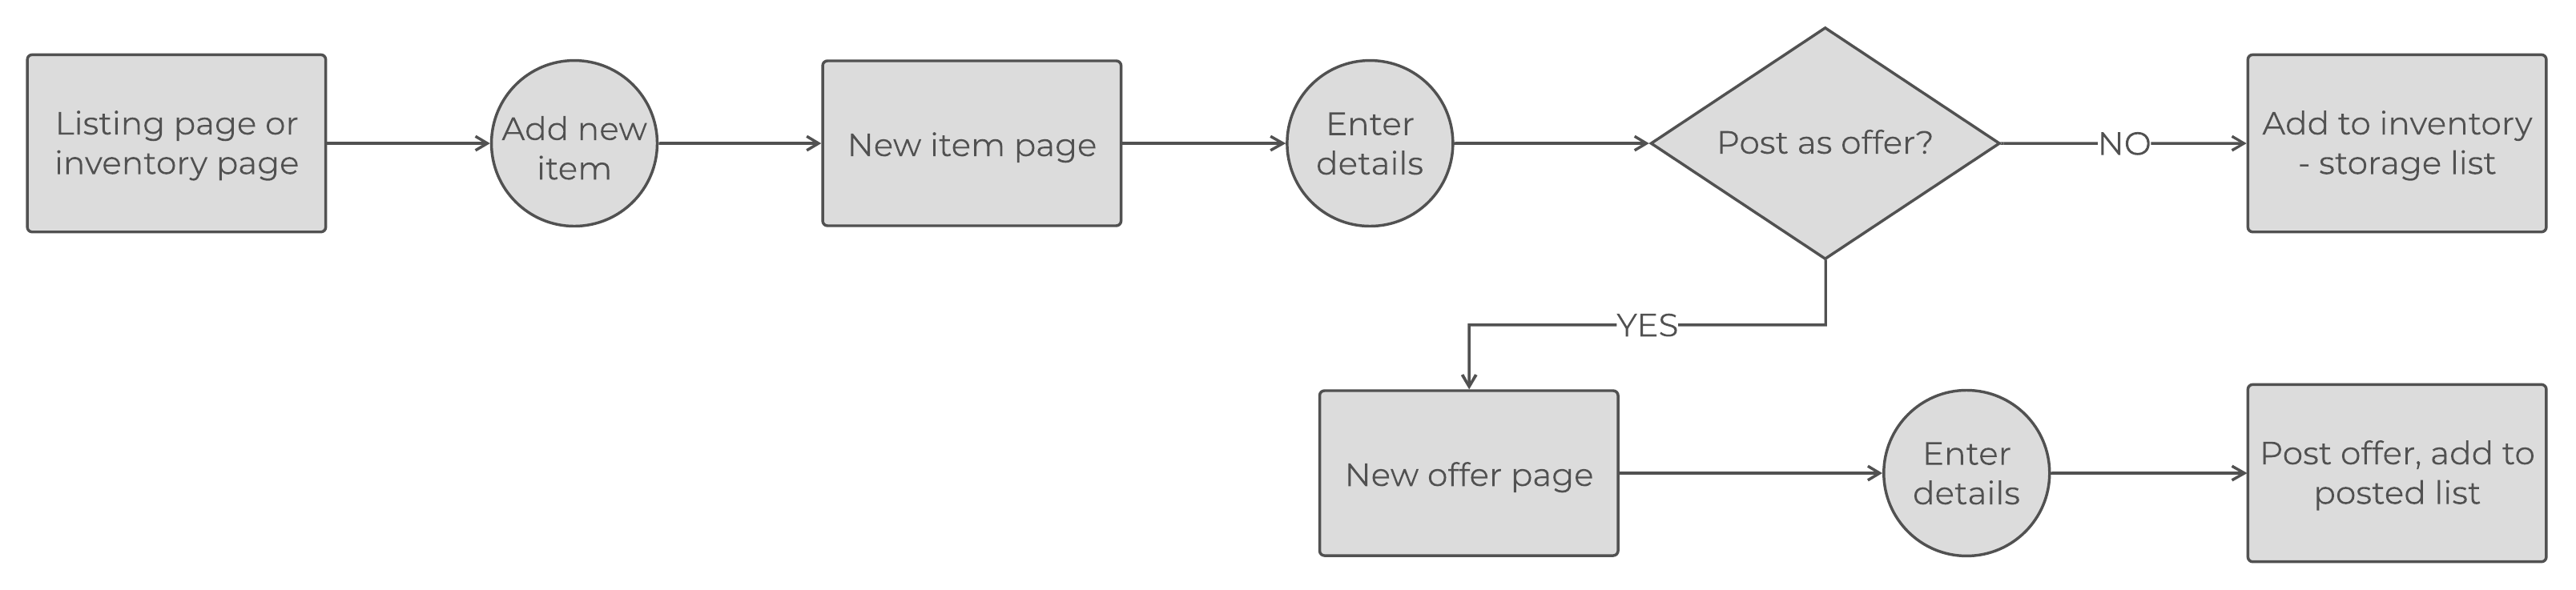 Listing page or
inventory page
Add new
item
New item page
Enter
details
Post as offer?
NO
Add to inventory
- storage list
YES
New offer page
Enter
details
Post offer, add to
posted list